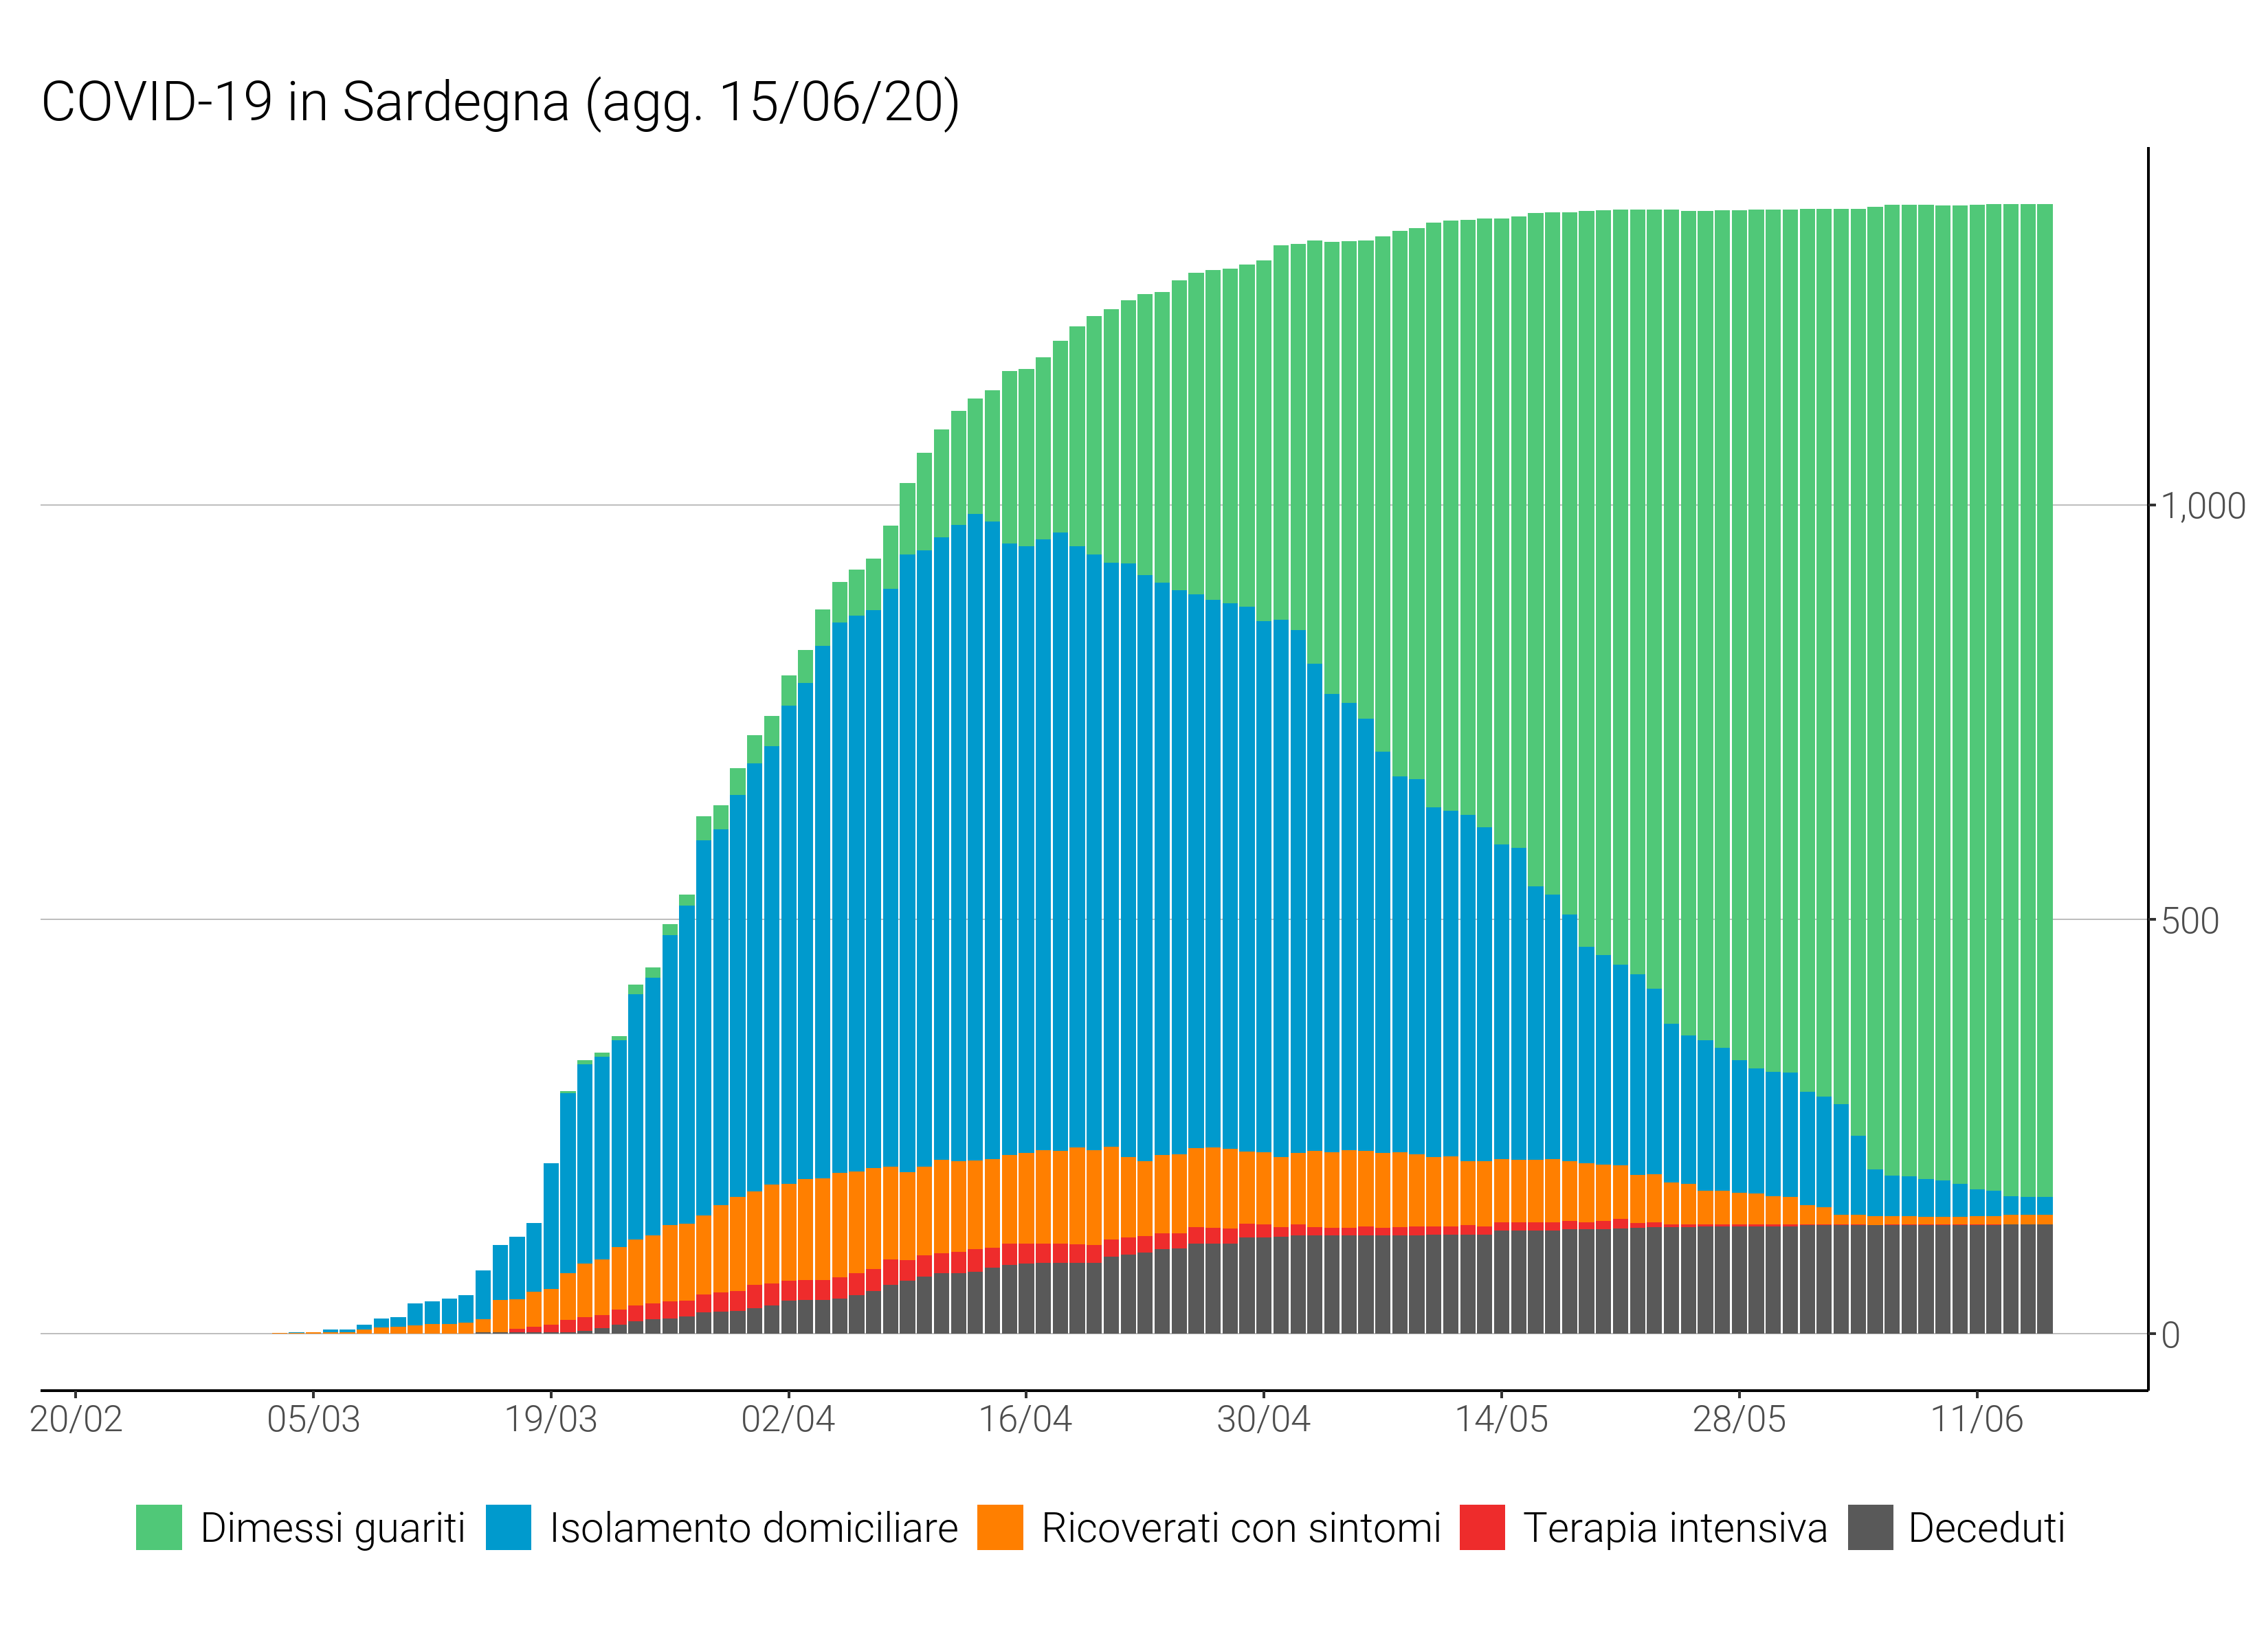 COVID-19 in Sardegna (agg. 15/06/20)
1,000
500
0
20/02 05/03 19/03 02/04 16/04 30/04 14/05 28/05 11/06
Dimessi guariti Isolamento domiciliare Ricoverati con sintomi Terapia intensiva Deceduti